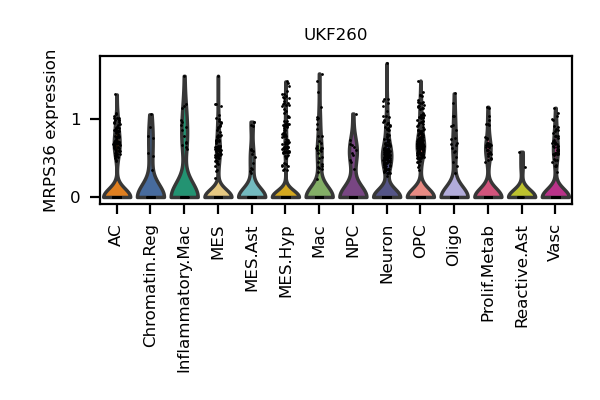 UKF260
MRPS36 expression
1
0
AC
Chromatin.Reg
Inflammatory.Mac
MES
MES.Ast
MES.Hyp
Mac
NPC
Neuron
OPC
Oligo
Prolif.Metab
Reactive.Ast
Vasc